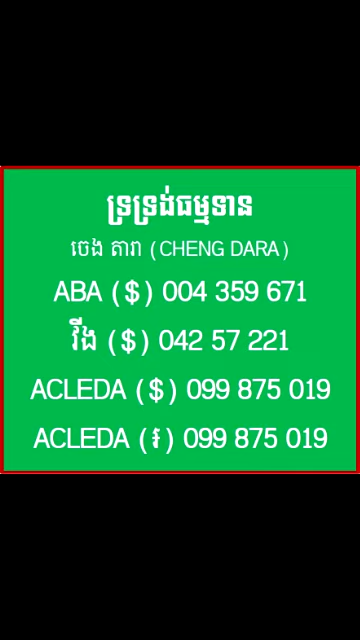 ទ្រទ្រង់ធម្មទាន
ចេង តារា (CHENG DARA)
ABA ($) 004 359 671
វីង ($) 042 57 221
ACLEDA ($) 099 875 019
ACLEDA (៛) 099 875 019